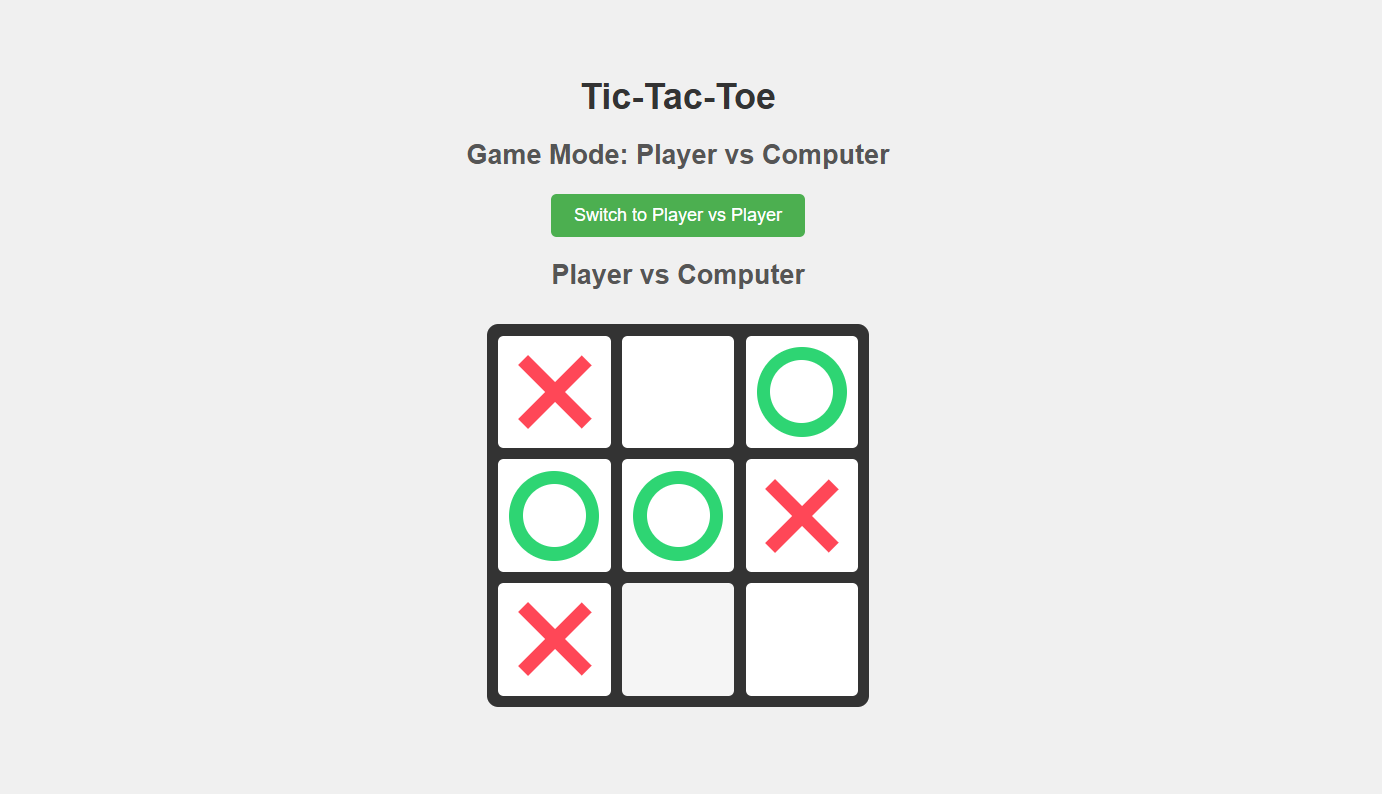 Tic-Tac-Toe
Game Mode: Player vs Computer
Switch to Player vs Player
Player vs Computer